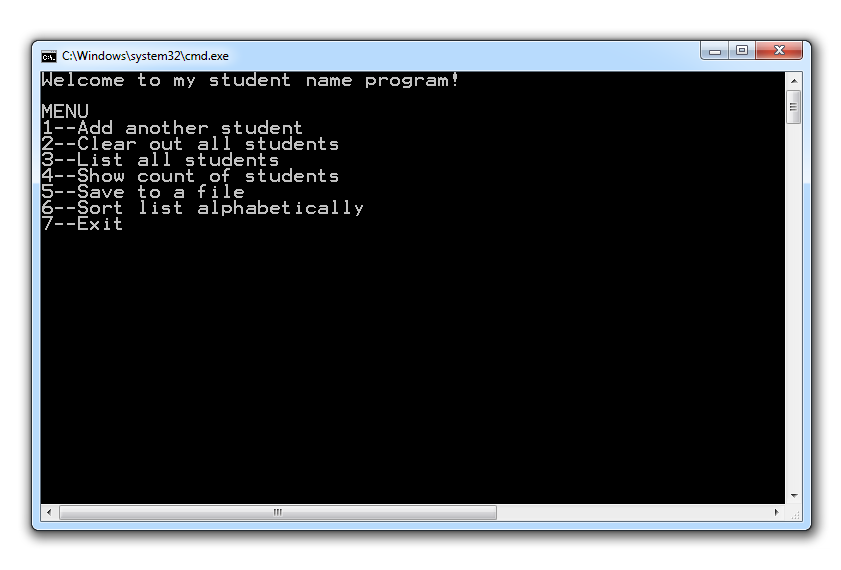 C:\Windows\system32\cmd.exe
Welcome to my student name program!
MENU
1--Add another student
2--Clear out all students
3--List all students
4--Show count of students
5--Save to a file
6--Sort list alphabetically
7--Exit